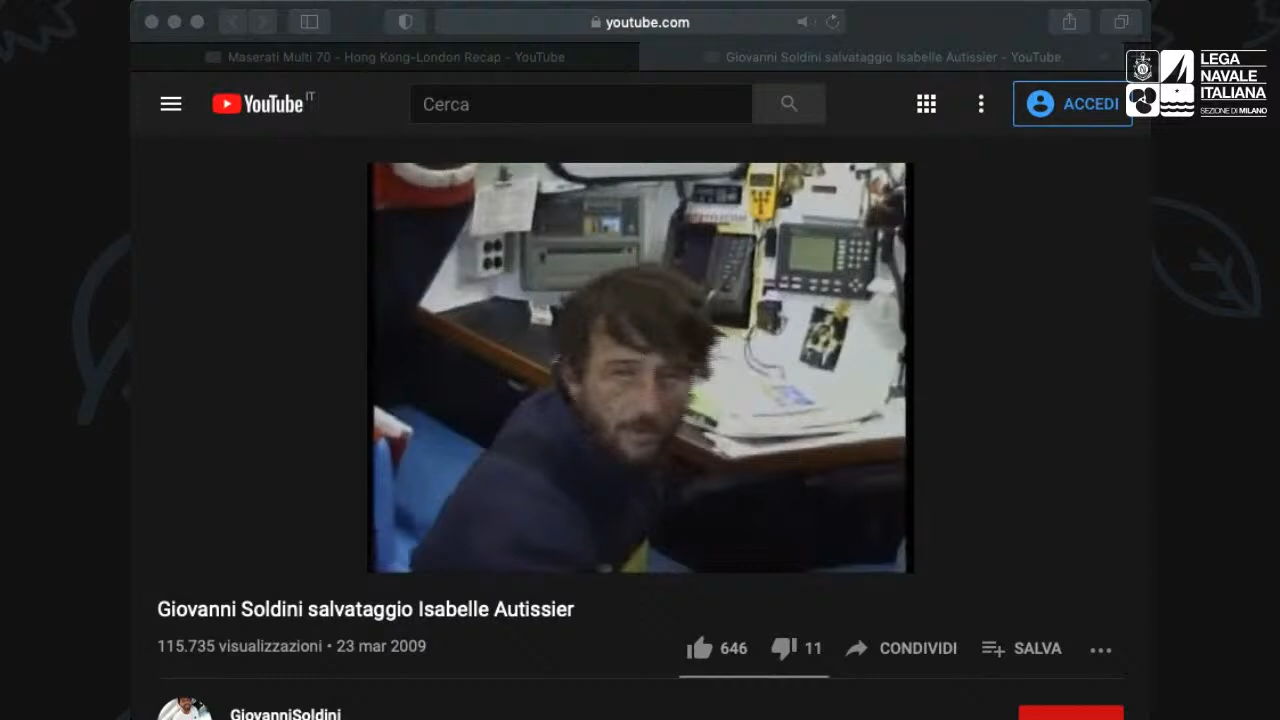 youtube.com
Maserati Multi 70 - Hong Kong-London Recap - YouTube
Giovanni Soldini salvataggio Isabelle Autissier - YouTube
LEGA
NAVALE
ITALIANA
SEZIONE DI MILANO
YouTube IT
Cerca
ACCEDI
Giovanni Soldini salvataggio Isabelle Autissier
115.735 visualizzazioni • 23 mar 2009
646
11
CONDIVIDI
SALVA
GiovanniSoldini